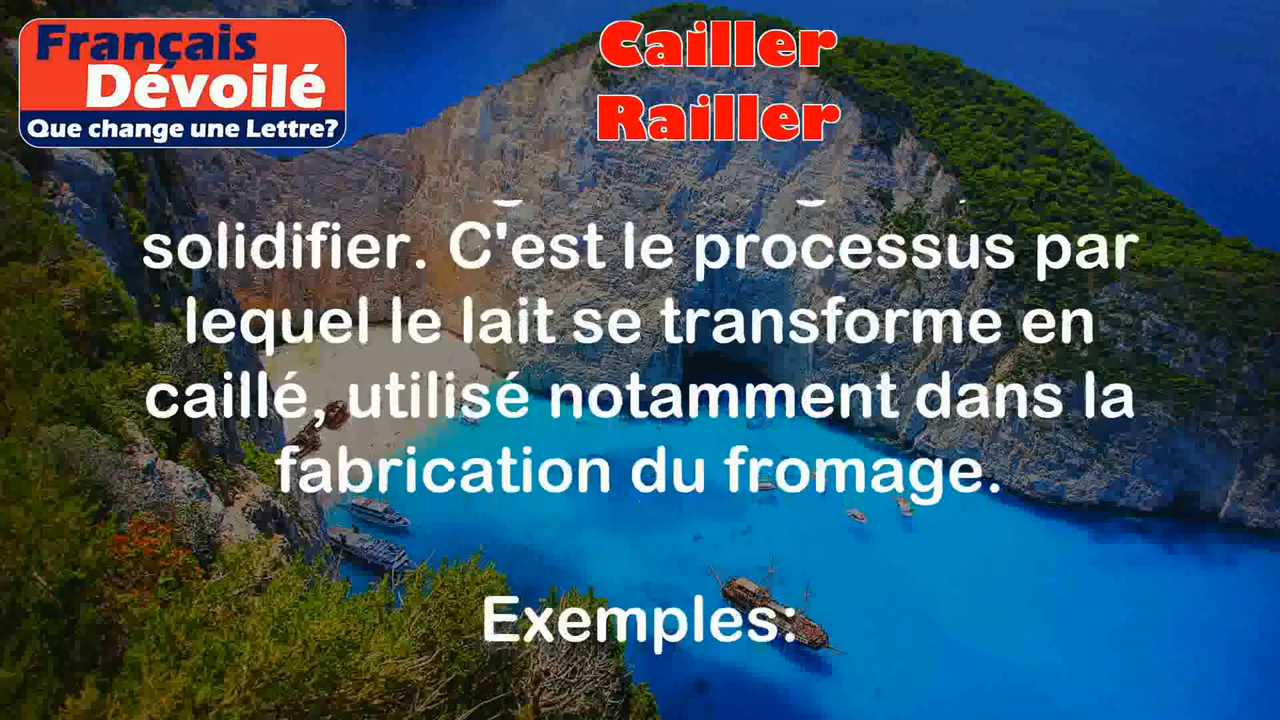 Français
Dévoilé
Que change une Lettre?
Cailler
Railler
solidifier. C'est le processus par
lequel le lait se transforme en
caillé, utilisé notamment dans la
fabrication du fromage.
Exemples: